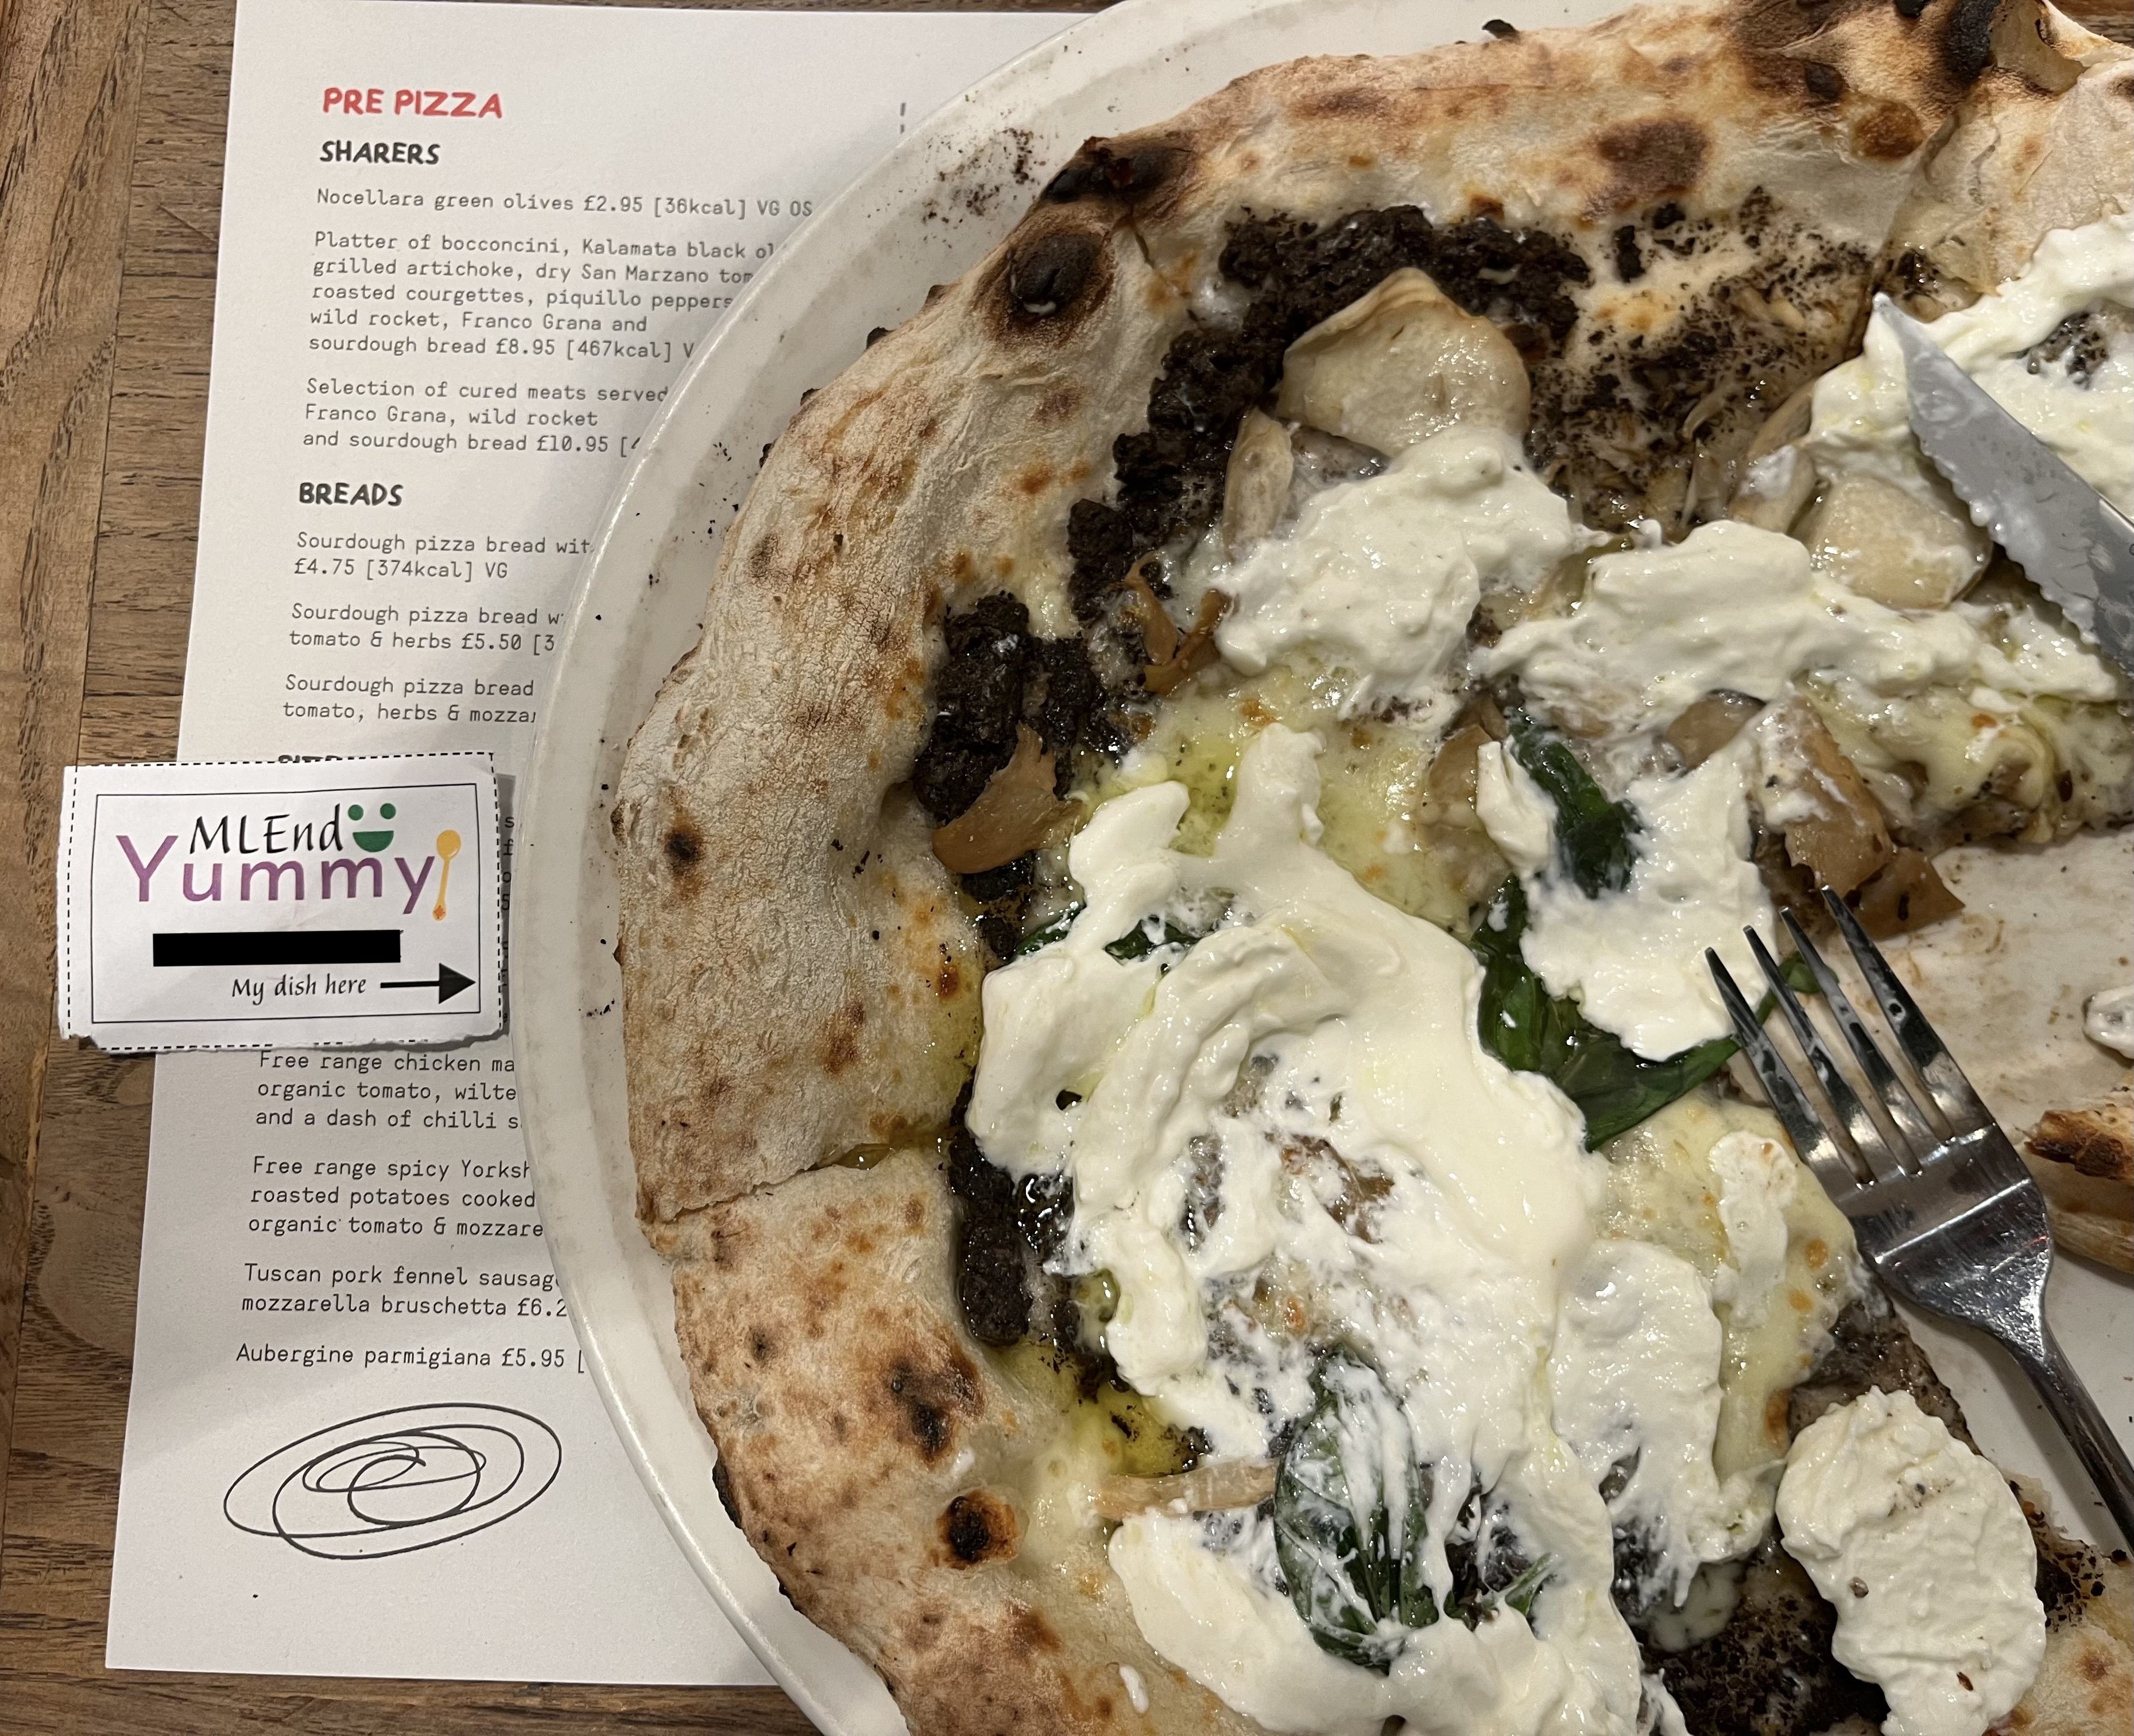 PRE PIZZA
SHARERS
Nocellara green olives £2.95 [36kcal] VG OS
Platter of bocconcini, Kalamata black
grilled artichoke, dry San Marzano
roasted courgettes, piquillo peppers
wild rocket, Franco Grana and
sourdough bread £8.95 [467kcal]
Selection of cured meats served
Franco Grana, wild rocket
and sourdough bread £10.95 [
BREADS
Sourdough pizza bread
£4.75 [374kcal] VG
Sourdough pizza bread
tomato & herbs £5.50 [3
Sourdough pizza bread
tomato, herbs &
MLEnd
Yummy
My dish here
Free range chicken
organic tomato,
and a dash of chilli
Free range spicy
roasted potatoes cooked
organic tomato &
Tuscan pork fennel
mozzarella bruschetta £6.2
Aubergine parmigiana £5.95 [